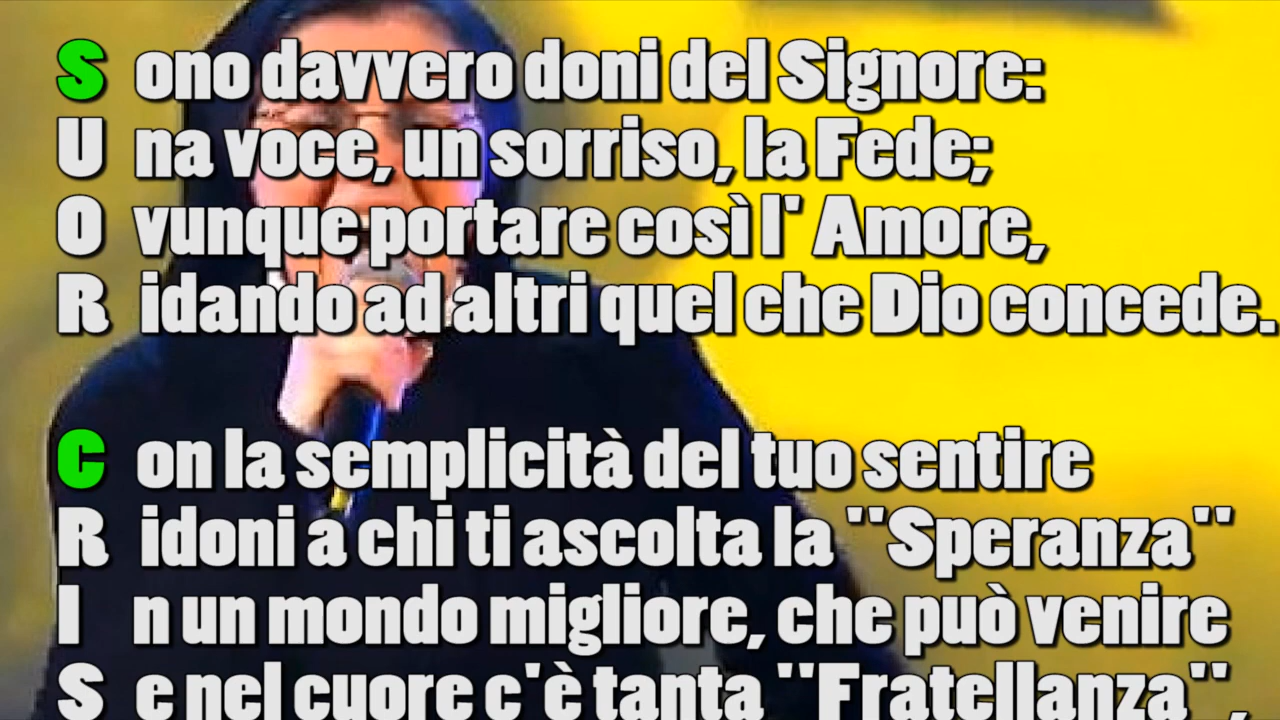 S ono davvero doni del Signore:
U na voce, un sorriso, la Fede;
O vunque portare così l' Amore,
R idando ad altri quel che Dio concede.
C on la semplicità del tuo sentire
R idoni a chi ti ascolta la "Speranza"
I n un mondo migliore, che può venire
S e nel cuore c'è tanta "Fratellanza",